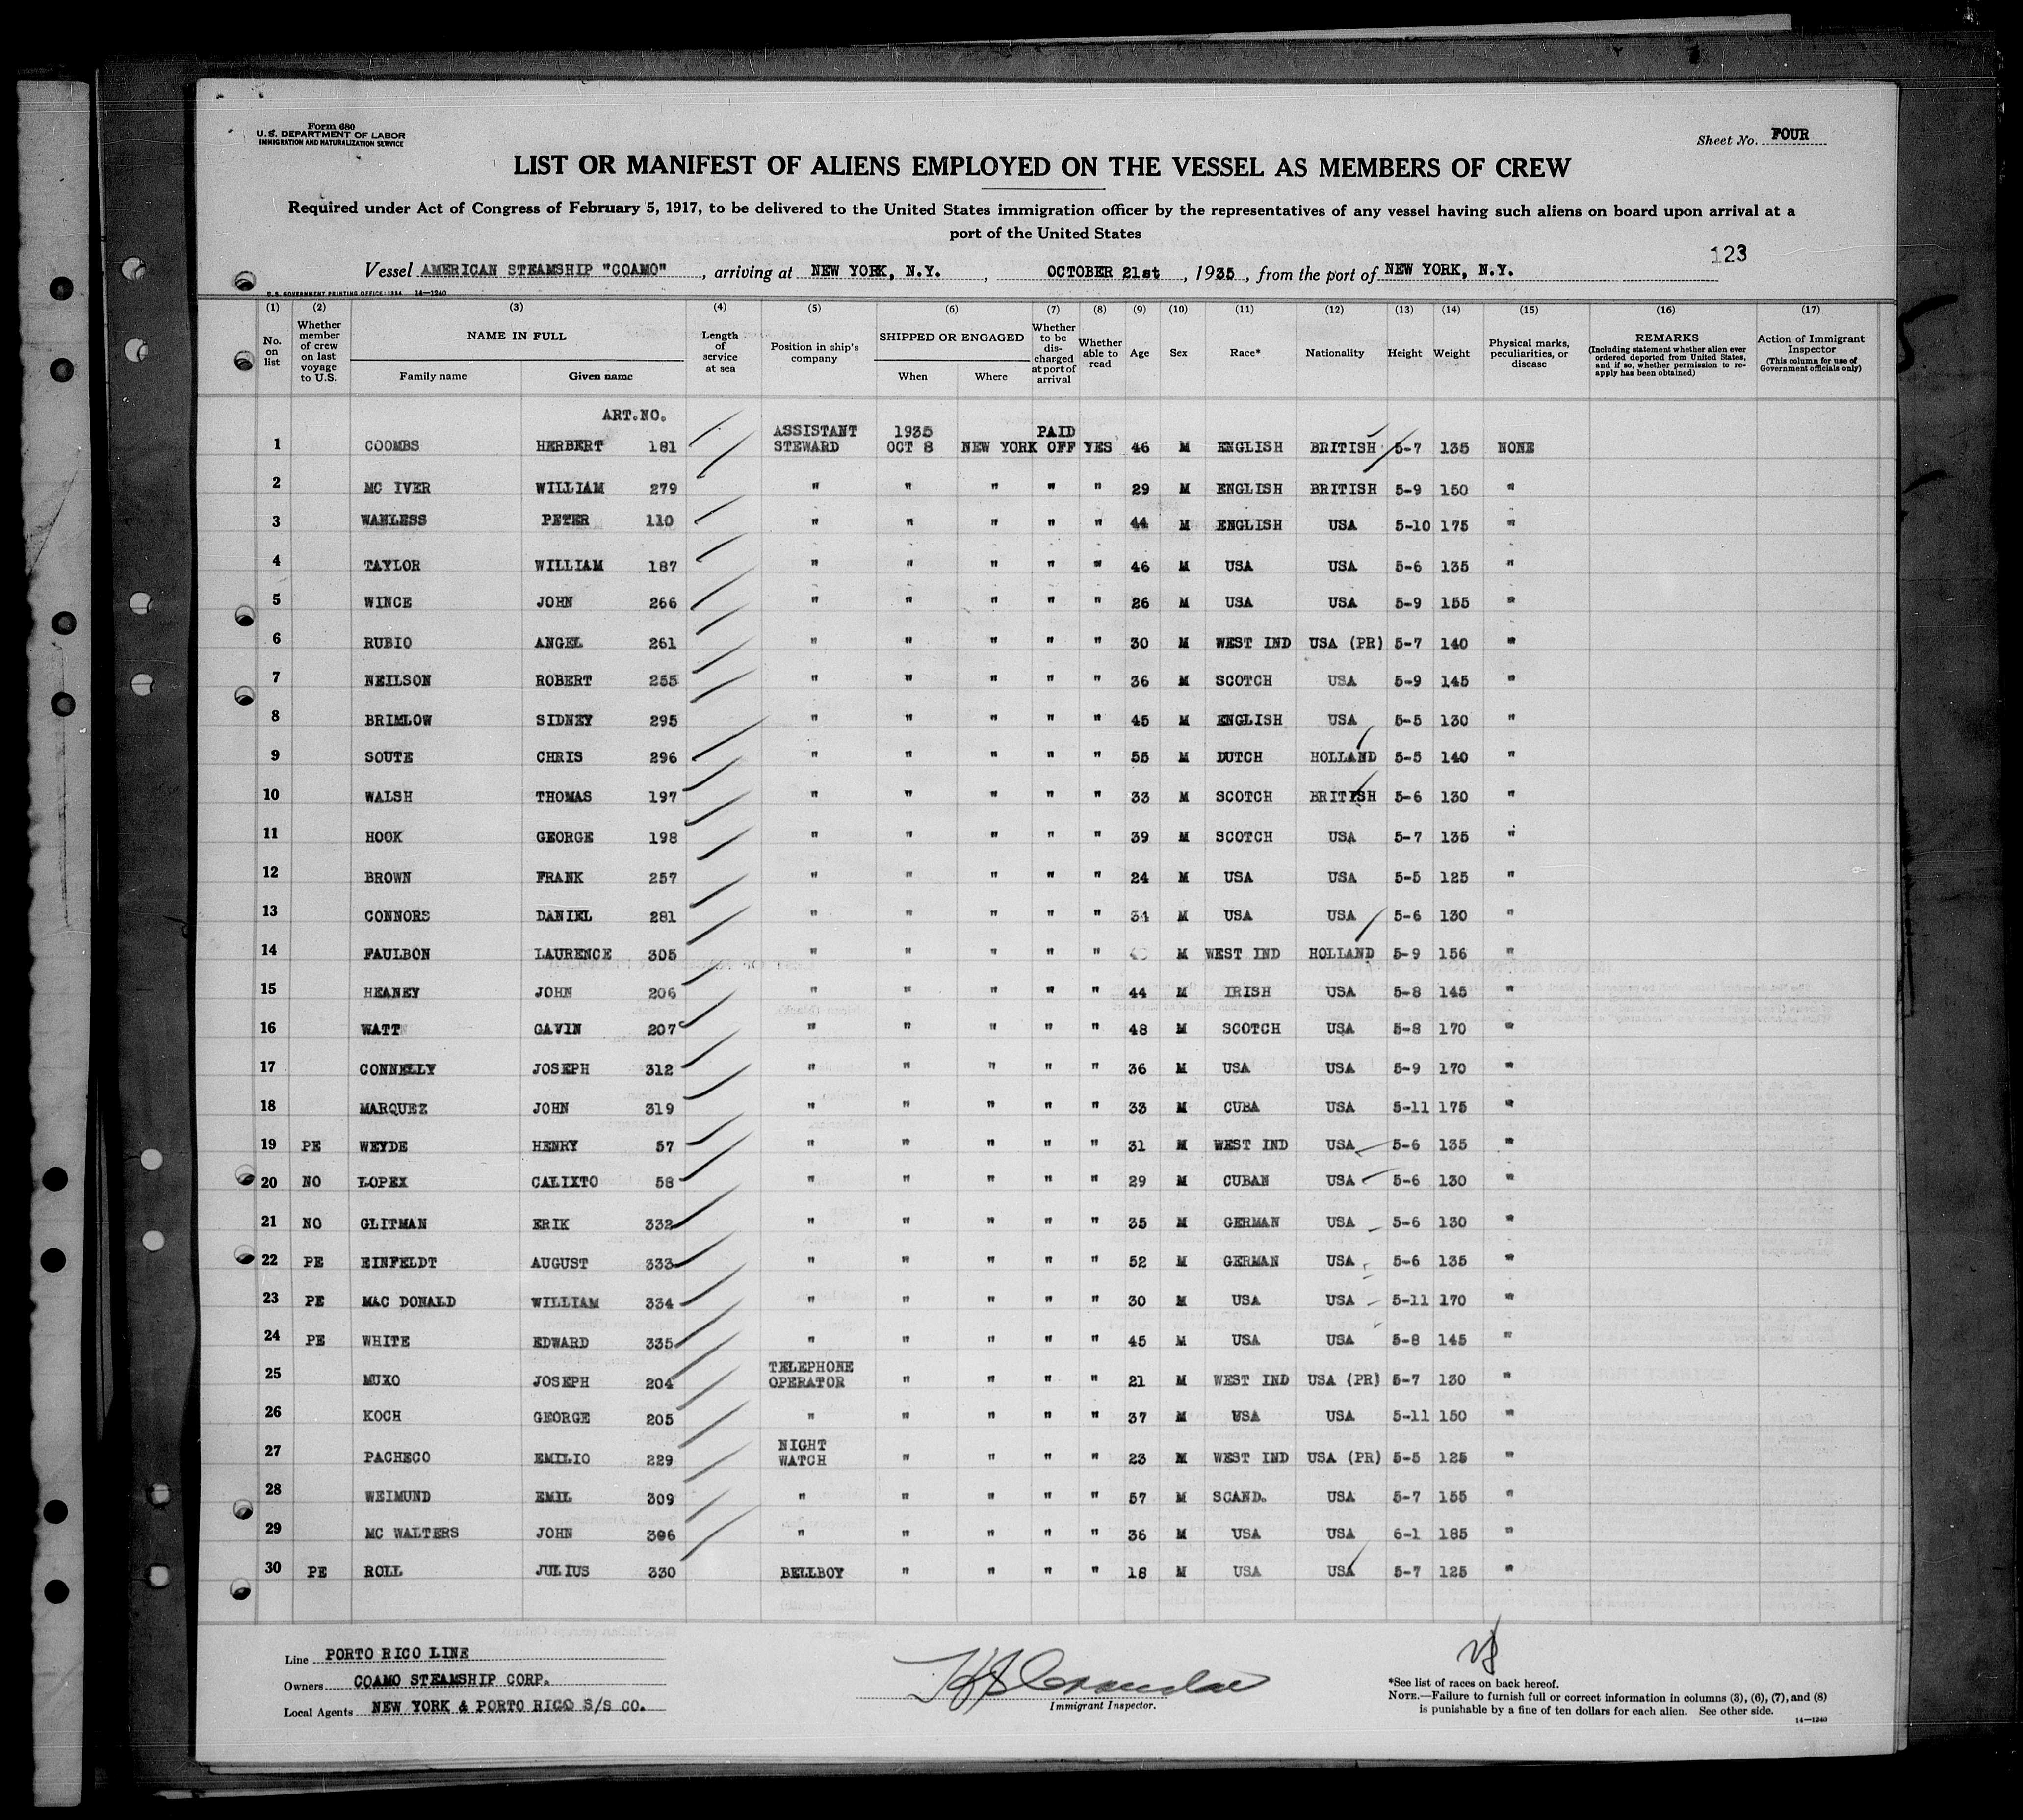 Form 680
U. S. DEPARTMENT OF LABOR
IMMIGRATION AND NATURALIZATION SERVICE
Sheet No. FOUR
LIST OR MANIFEST OF ALIENS EMPLOYED ON THE VESSEL AS MEMBERS OF CREW
Required under Act of Congress of February 5, 1917, to be delivered to the United States immigration officer by the representatives of any vessel having such aliens on board upon arrival at a
port of the United States
123
Vessel AMERICAN STEAMSHIP "COAMO", arriving at NEW YORK, N.Y., OCTOBER 21st, 1935, from the port of NEW YORK, N.Y.
U. S. GOVERNMENT PRINTING OFFICE: 1934 14—1240
(1) (2) (3) (4) (5) (6) (7) (8) (9) (10) (11) (12) (13) (14) (15) (16) (17)
No. on list
Whether member of crew on last voyage to U.S.
NAME IN FULL
Family name Given name
Length of service at sea
Position in ship's company
SHIPPED OR ENGAGED
When Where
Whether to be discharged at port of arrival
Whether able to read
Age
Sex
Race*
Nationality
Height
Weight
Physical marks, peculiarities, or disease
REMARKS
(Including statement whether alien ever ordered deported from United States, and if so, whether permission to reapply has been obtained)
Action of Immigrant Inspector
(This column for use of Government officials only)
ART.NO.
ASSISTANT 1935 PAID
1 COOMBS HERBERT 181 STEWARD OCT 8 NEW YORK OFF YES 46 M ENGLISH BRITISH 5-7 135 NONE
2 MC IVER WILLIAM 279 " " " " " 29 M ENGLISH BRITISH 5-9 150 "
3 WANLESS PETER 110 " " " " " 44 M ENGLISH USA 5-10 175 "
4 TAYLOR WILLIAM 187 " " " " " 46 M USA USA 5-6 135 "
5 WINCE JOHN 266 " " " " " 26 M USA USA 5-9 155 "
6 RUBIO ANGEL 261 " " " " " 30 M WEST IND USA (PR) 5-7 140 "
7 NEILSON ROBERT 255 " " " " " 36 M SCOTCH USA 5-9 145 "
8 BRIMLOW SIDNEY 295 " " " " " 45 M ENGLISH USA 5-5 130 "
9 SOUTE CHRIS 296 " " " " " 55 M DUTCH HOLLAND 5-5 140 "
10 WALSH THOMAS 197 " " " " " 33 M SCOTCH BRITISH 5-6 130 "
11 HOOK GEORGE 198 " " " " " 39 M SCOTCH USA 5-7 135 "
12 BROWN FRANK 257 " " " " " 24 M USA USA 5-5 125 "
13 CONNORS DANIEL 281 " " " " " 34 M USA USA 5-6 130 "
14 FAULBON LAURENCE 305 " " " " " M WEST IND HOLLAND 5-9 156 "
15 HEANEY JOHN 206 " " " " " 44 M IRISH USA 5-8 145 "
16 WATT GAVIN 207 " " " " " 48 M SCOTCH USA 5-8 170 "
17 CONNELLY JOSEPH 312 " " " " " 36 M USA USA 5-9 170 "
18 MARQUEZ JOHN 319 " " " " " 33 M CUBA USA 5-11 175 "
19 PE WEYDE HENRY 57 " " " " " 31 M WEST IND USA 5-6 135 "
20 NO LOPEX CALIXTO 58 " " " " " 29 M CUBAN USA 5-6 130 "
21 NO GLITMAN ERIK 332 " " " " " 35 M GERMAN USA 5-6 130 "
22 PE EINFELDT AUGUST 333 " " " " " 52 M GERMAN USA 5-6 135 "
23 PE MAC DONALD WILLIAM 334 " " " " " 30 M USA USA 5-11 170 "
24 PE WHITE EDWARD 335 " " " " " 45 M USA USA 5-8 145 "
TELEPHONE
25 MUXO JOSEPH 204 OPERATOR " " " " 21 M WEST IND USA (PR) 5-7 130 "
26 KOCH GEORGE 205 " " " " " 37 M USA USA 5-11 150 "
NIGHT
27 PACHECO EMILIO 229 WATCH " " " " 23 M WEST IND USA (PR) 5-5 125 "
28 WEIMUND EMIL 309 " " " " " 57 M SCAND. USA 5-7 155 "
29 MC WALTERS JOHN 306 " " " " " 36 M USA USA 6-1 185 "
30 PE ROLL JULIUS 330 BELLBOY " " " " 18 M USA USA 5-7 125 "
Line PORTO RICO LINE
Owners COAMO STEAMSHIP CORP.
Local Agents NEW YORK & PORTO RICO S/S CO.
Immigrant Inspector.
*See list of races on back hereof.
NOTE.—Failure to furnish full or correct information in columns (3), (6), (7), and (8)
is punishable by a fine of ten dollars for each alien. See other side.
14—1240